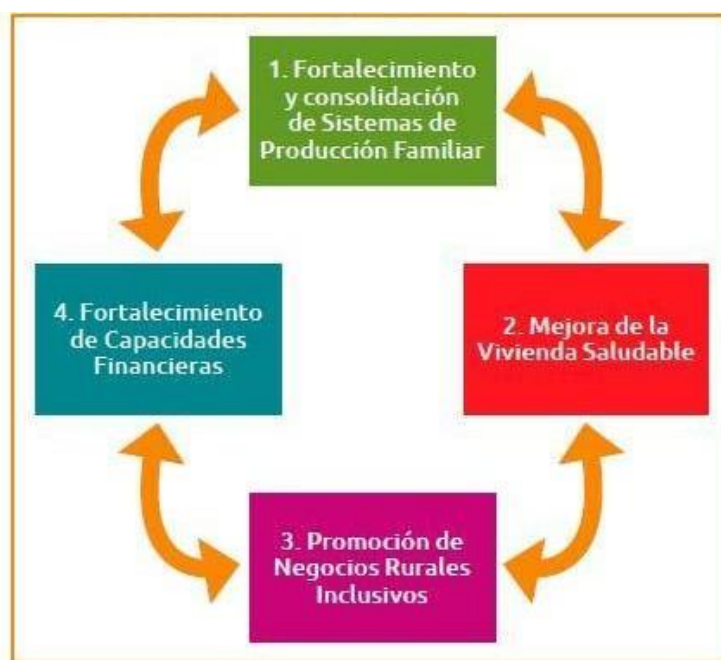 1. Fortalecimiento
y consolidación
de Sistemas de
Producción Familiar
4. Fortalecimiento
de Capacidades
Financieras
2. Mejora de la
Vivienda Saludable
3. Promoción de
Negocios Rurales
Inclusivos